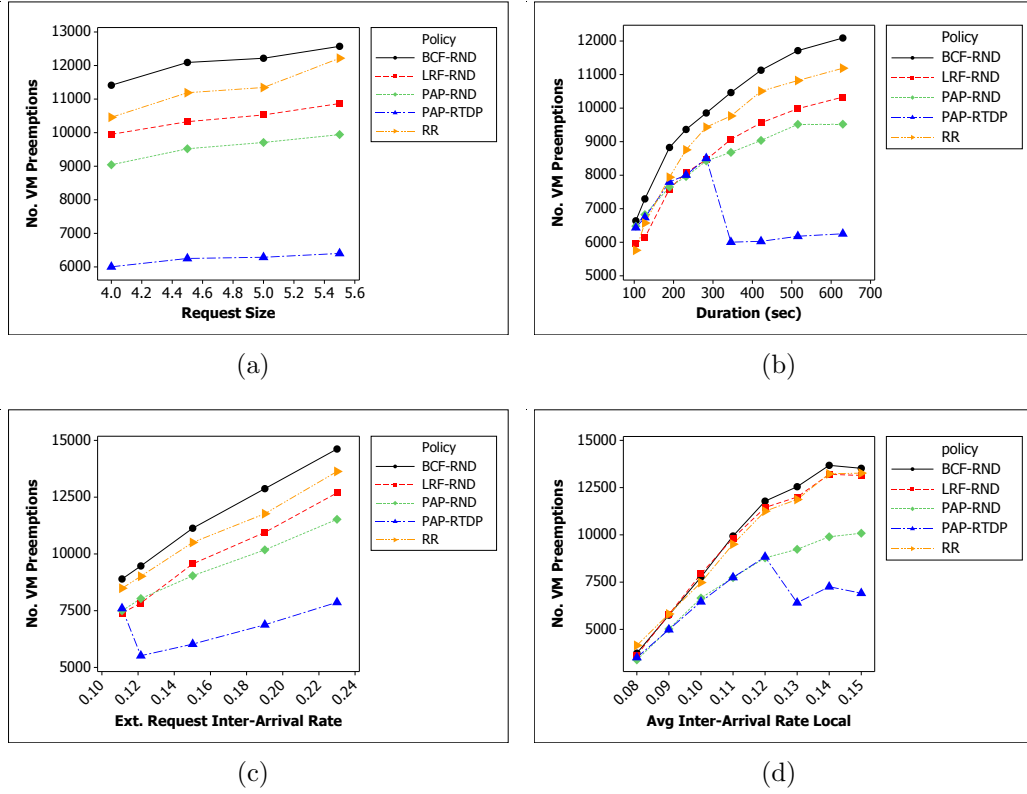 No. VM Preemptions
13000
12000
11000
10000
9000
8000
7000
6000
4.0 4.2 4.4 4.6 4.8 5.0 5.2 5.4 5.6
Request Size
Policy
BCF-RND
LRF-RND
PAP-RND
PAP-RTDP
RR
(a)
No. VM Preemptions
12000
11000
10000
9000
8000
7000
6000
5000
100 200 300 400 500 600 700
Duration (sec)
Policy
BCF-RND
LRF-RND
PAP-RND
PAP-RTDP
RR
(b)
No. VM Preemptions
15000
12500
10000
7500
5000
0.10 0.12 0.14 0.16 0.18 0.20 0.22 0.24
Ext. Request Inter-Arrival Rate
Policy
BCF-RND
LRF-RND
PAP-RND
PAP-RTDP
RR
(c)
No. VM Preemptions
15000
12500
10000
7500
5000
0.08 0.09 0.10 0.11 0.12 0.13 0.14 0.15
Avg Inter-Arrival Rate Local
policy
BCF-RND
LRF-RND
PAP-RND
PAP-RTDP
RR
(d)